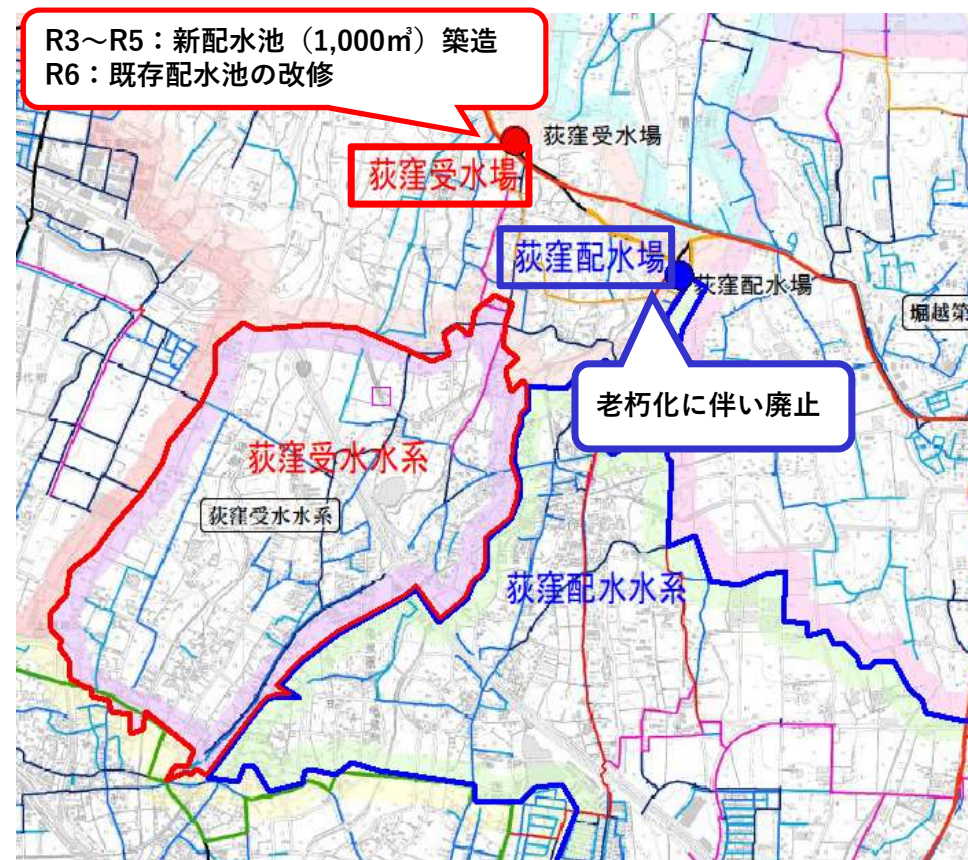 R3～R5：新配水池（1,000㎥）築造
R6：既存配水池の改修
荻窪受水場
荻窪受水場
荻窪配水場
荻窪配水場
堀越第
老朽化に伴い廃止
荻窪受水水系
荻窪受水水系
荻窪配水水系